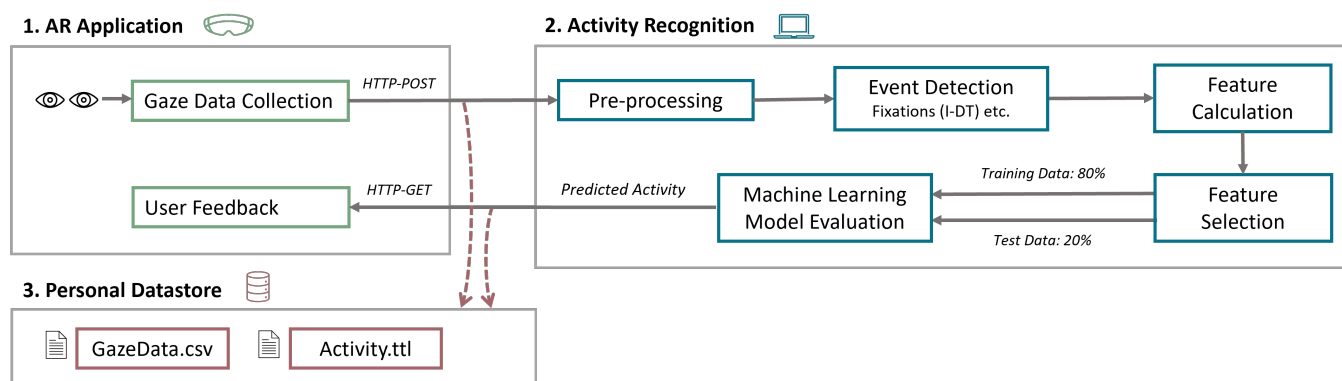 1. AR Application
2. Activity Recognition
Gaze Data Collection
HTTP-POST
Pre-processing
Event Detection
Fixations (I-DT) etc.
Feature
Calculation
User Feedback
HTTP-GET
Predicted Activity
Machine Learning
Model Evaluation
Training Data: 80%
Test Data: 20%
Feature
Selection
3. Personal Datastore
GazeData.csv
Activity.ttl